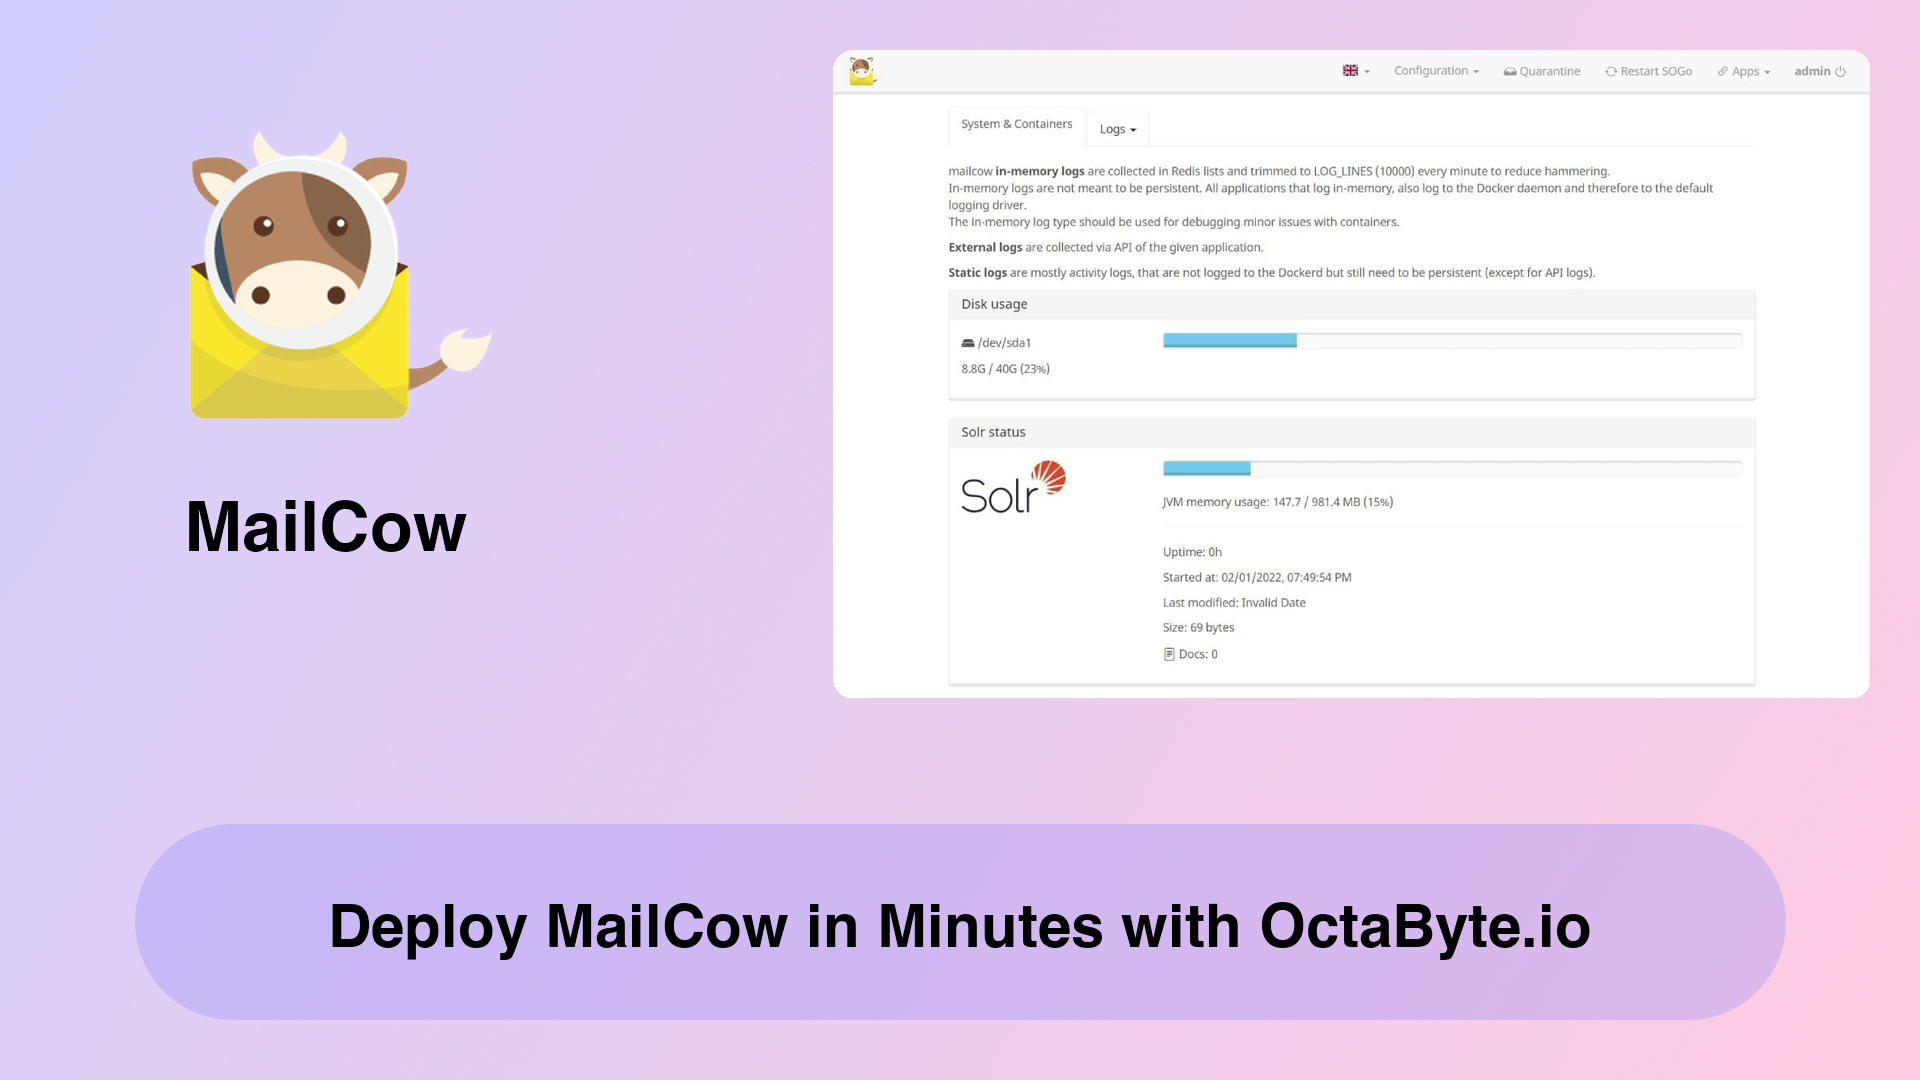 MailCow
Configuration
Quarantine
Restart SOGo
Apps
admin
System & Containers
Logs
mailcow in-memory logs are collected in Redis lists and trimmed to LOG_LINES (10000) every minute to reduce hammering.
In-memory logs are not meant to be persistent. All applications that log in-memory, also log to the Docker daemon and therefore to the default
logging driver.
The in-memory log type should be used for debugging minor issues with containers.
External logs are collected via API of the given application.
Static logs are mostly activity logs, that are not logged to the Dockerd but still need to be persistent (except for API logs).
Disk usage
/dev/sda1
8.8G / 40G (23%)
Solr status
Solr
JVM memory usage: 147.7 / 981.4 MB (15%)
Uptime: 0h
Started at: 02/01/2022, 07:49:54 PM
Last modified: Invalid Date
Size: 69 bytes
Docs: 0
Deploy MailCow in Minutes with OctaByte.io